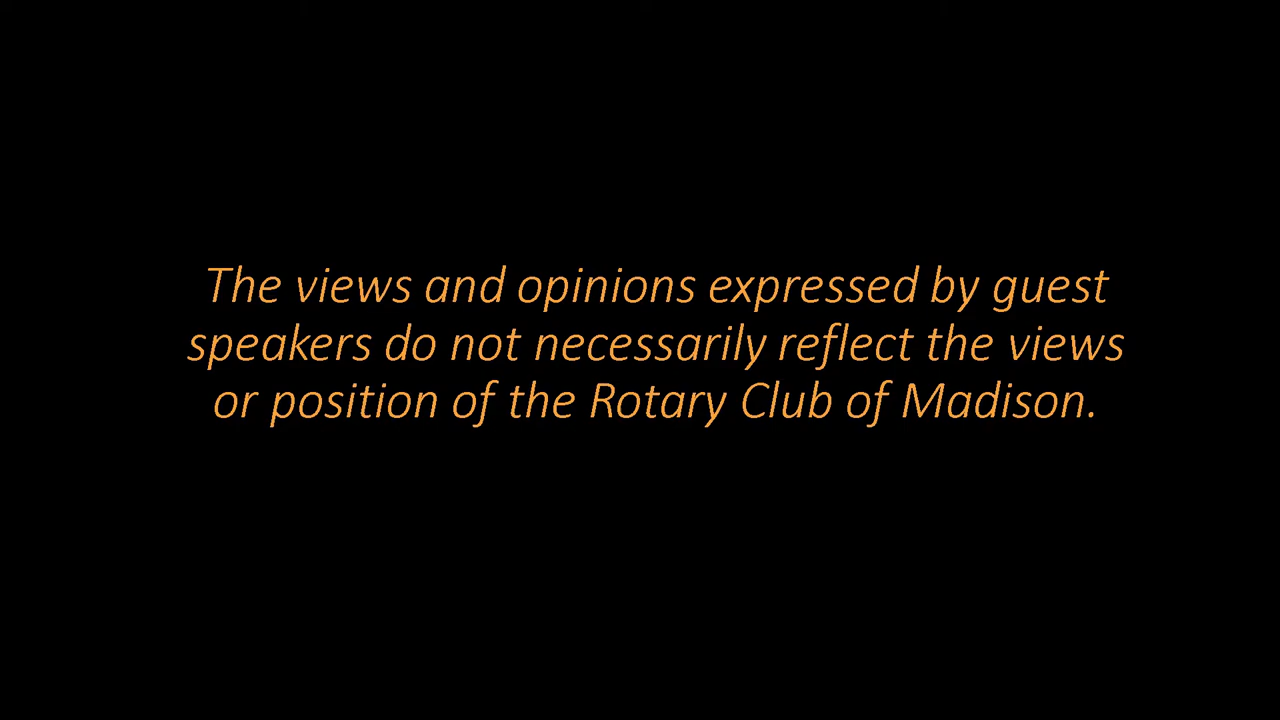 The views and opinions expressed by guest
speakers do not necessarily reflect the views
or position of the Rotary Club of Madison.